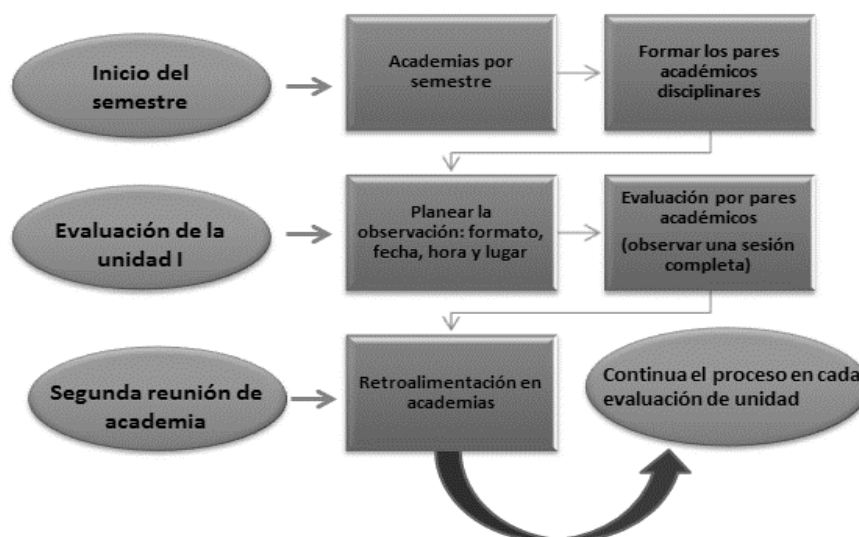 Inicio del
semestre
Academias por
semestre
Formar los pares
académicos
disciplinares
Evaluación de la
unidad I
Planear la
observación: formato,
fecha, hora y lugar
Evaluación por pares
académicos
(observar una sesión
completa)
Segunda reunión de
academia
Retroalimentación en
academias
Continua el proceso en cada
evaluación de unidad